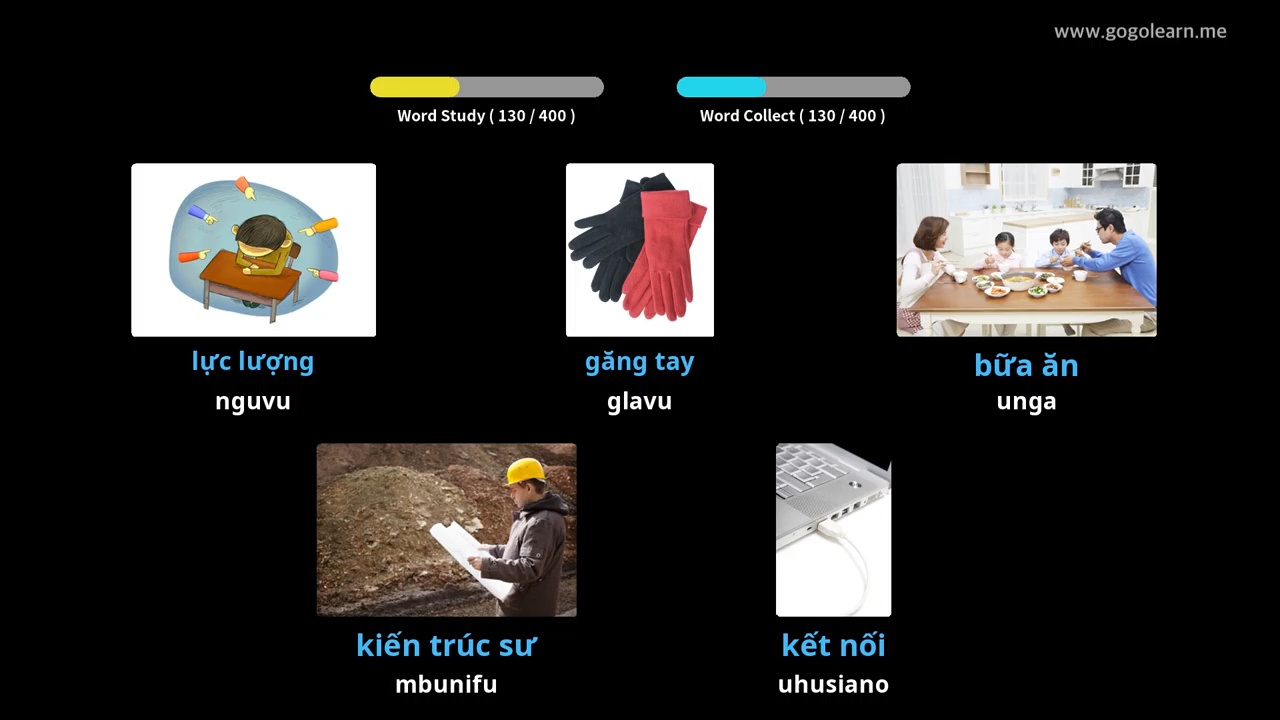 www.gogolearn.me
Word Study ( 130 / 400 )
Word Collect ( 130 / 400 )
lực lượng
nguvu
găng tay
glavu
bữa ăn
unga
kiến trúc sư
mbunifu
kết nối
uhusiano